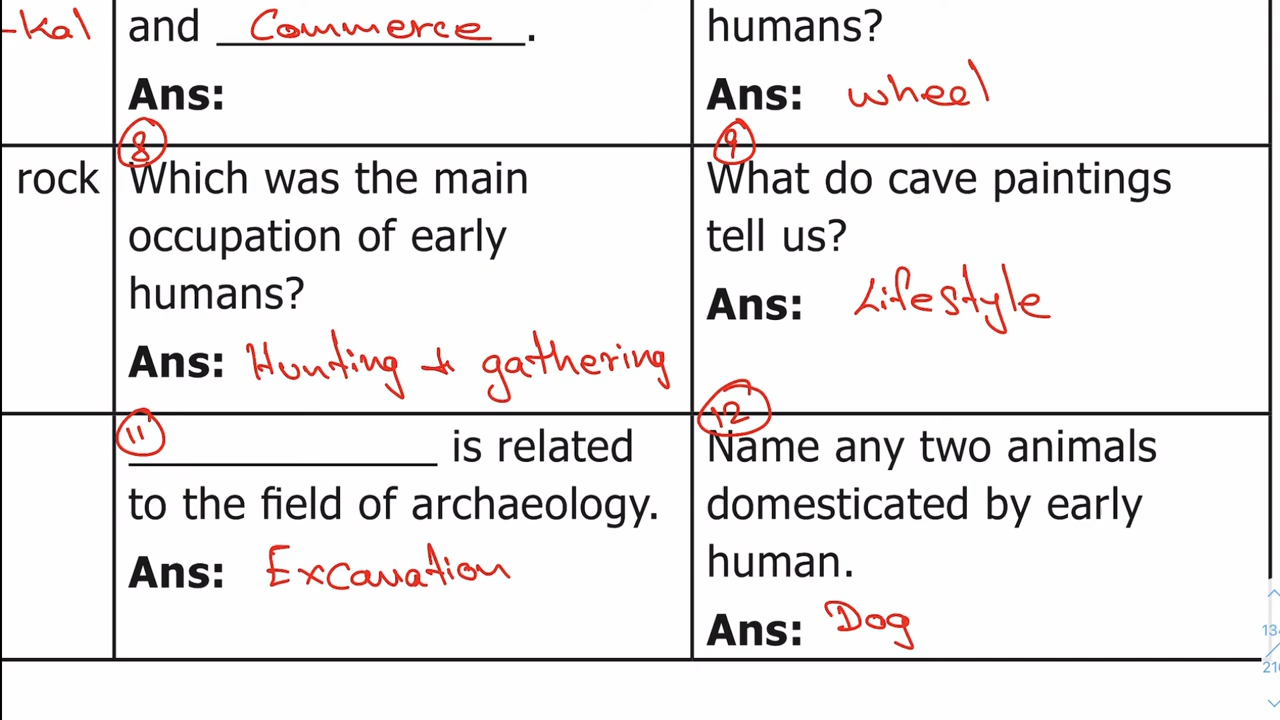 -kal
and Commerce.
Ans:
humans?
Ans: wheel
rock
8
Which was the main
occupation of early
humans?
Ans: Hunting + gathering
9
What do cave paintings
tell us?
Ans: Lifestyle
11
______________ is related
to the field of archaeology.
Ans: Excavation
12
Name any two animals
domesticated by early
human.
Ans: Dog